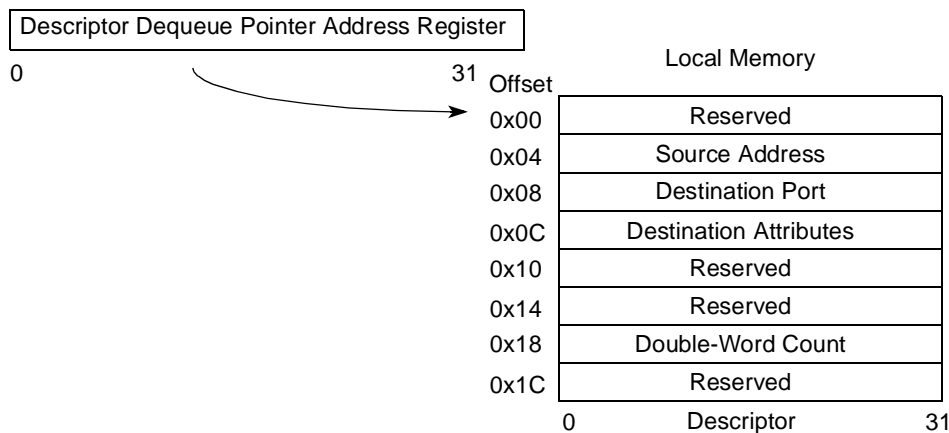 Descriptor Dequeue Pointer Address Register
0 31
Local Memory
Offset
0x00 Reserved
0x04 Source Address
0x08 Destination Port
0x0C Destination Attributes
0x10 Reserved
0x14 Reserved
0x18 Double-Word Count
0x1C Reserved
0 Descriptor 31